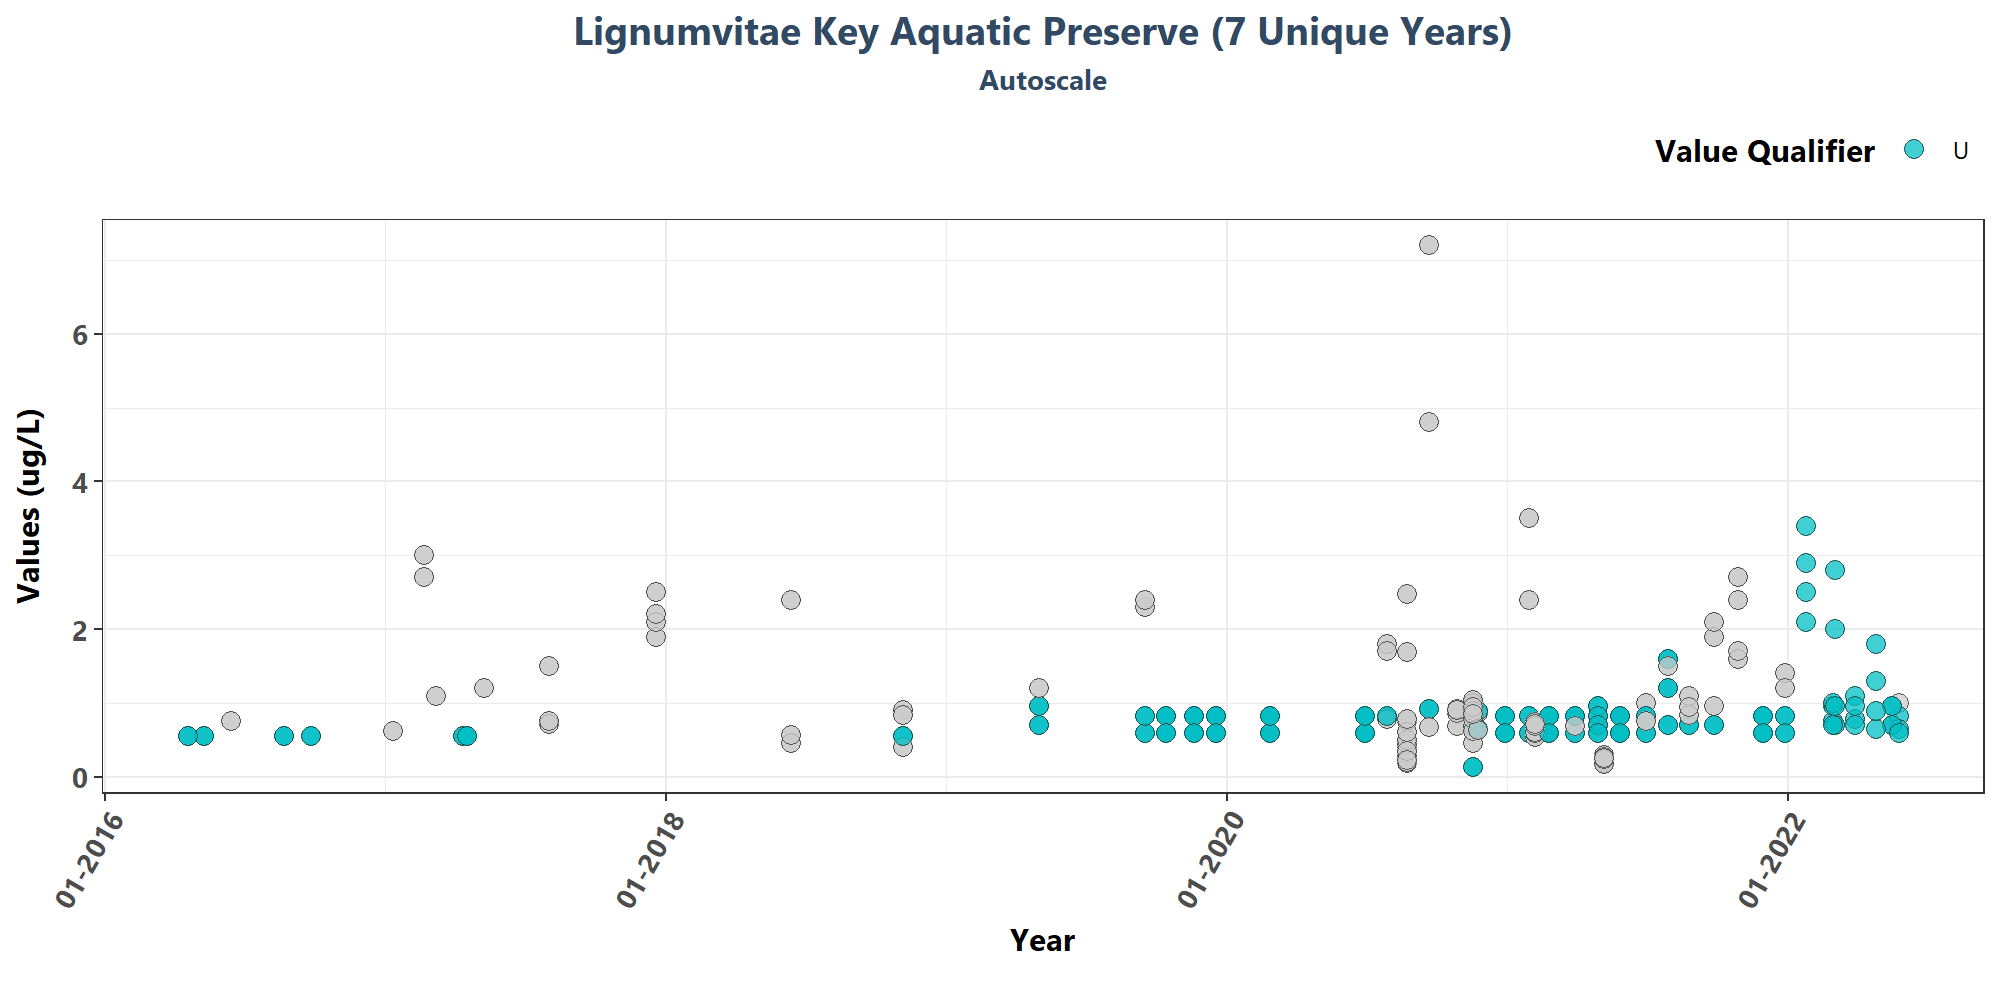 Lignumvitae Key Aquatic Preserve (7 Unique Years)
Autoscale
Value Qualifier U
Values (ug/L)
6
4
2
0
01-2016 01-2018 01-2020 01-2022
Year